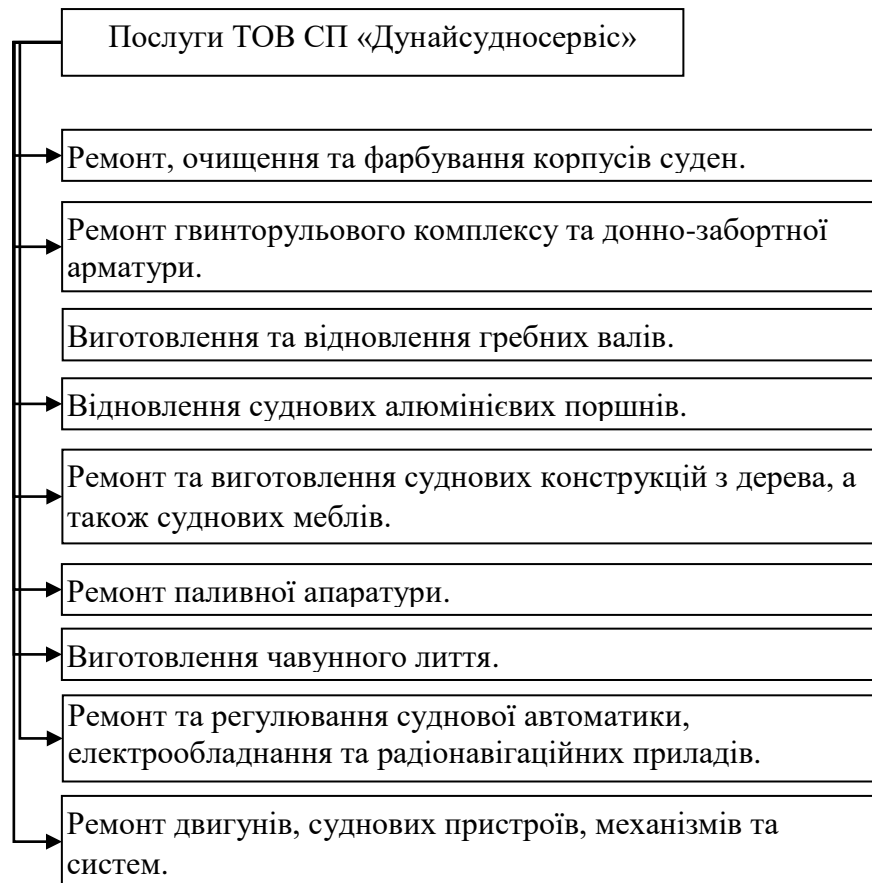 Послуги ТОВ СП «Дунайсудносервіс»
Ремонт, очищення та фарбування корпусів суден.
Ремонт гвинторульового комплексу та донно-забортної
арматури.
Виготовлення та відновлення гребних валів.
Відновлення суднових алюмінієвих поршнів.
Ремонт та виготовлення суднових конструкцій з дерева, а
також суднових меблів.
Ремонт паливної апаратури.
Виготовлення чавунного лиття.
Ремонт та регулювання суднової автоматики,
електрообладнання та радіонавігаційних приладів.
Ремонт двигунів, суднових пристроїв, механізмів та
систем.